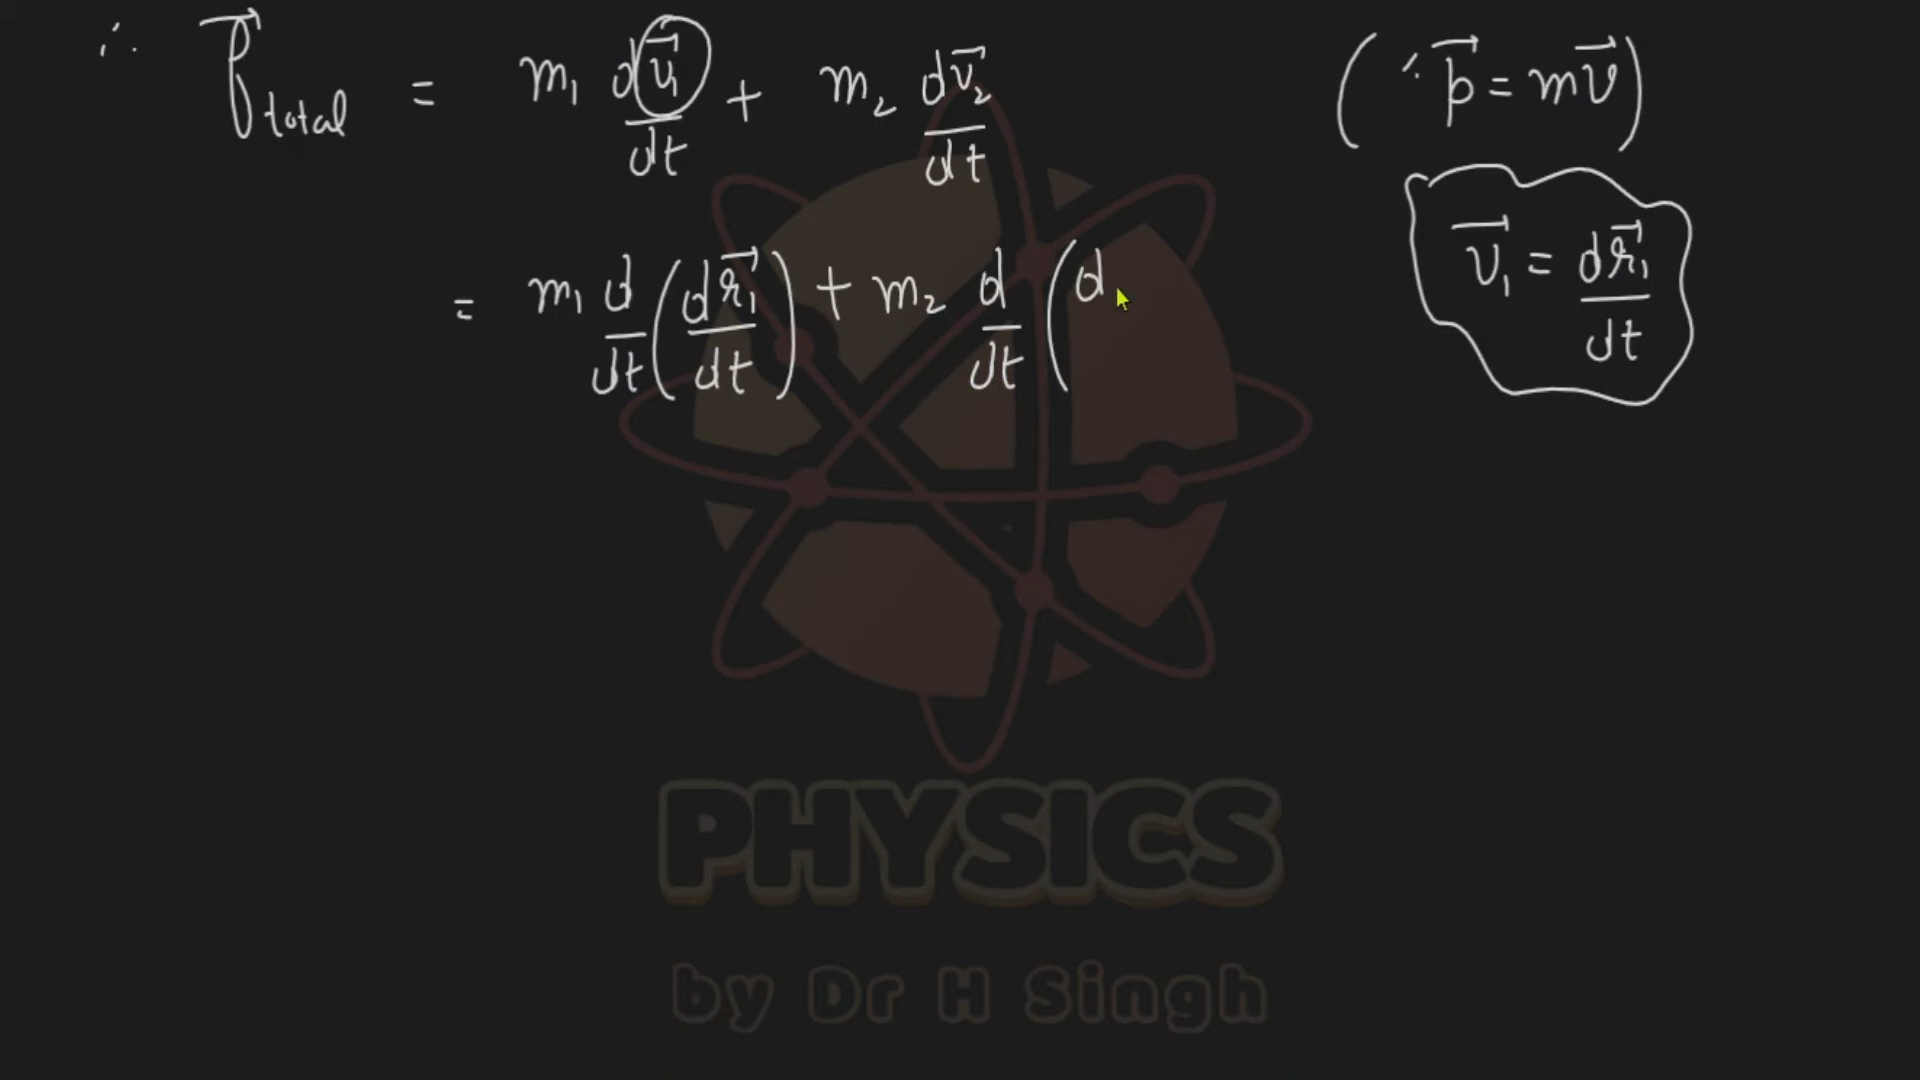 ∴ p⃗ total = m₁ dv⃗₁/dt + m₂ dv⃗₂/dt (∵ p⃗ = mv⃗)
v⃗₁ = dr⃗₁/dt
= m₁ d/dt (dr⃗₁/dt) + m₂ d/dt (d
PHYSICS
by Dr H Singh